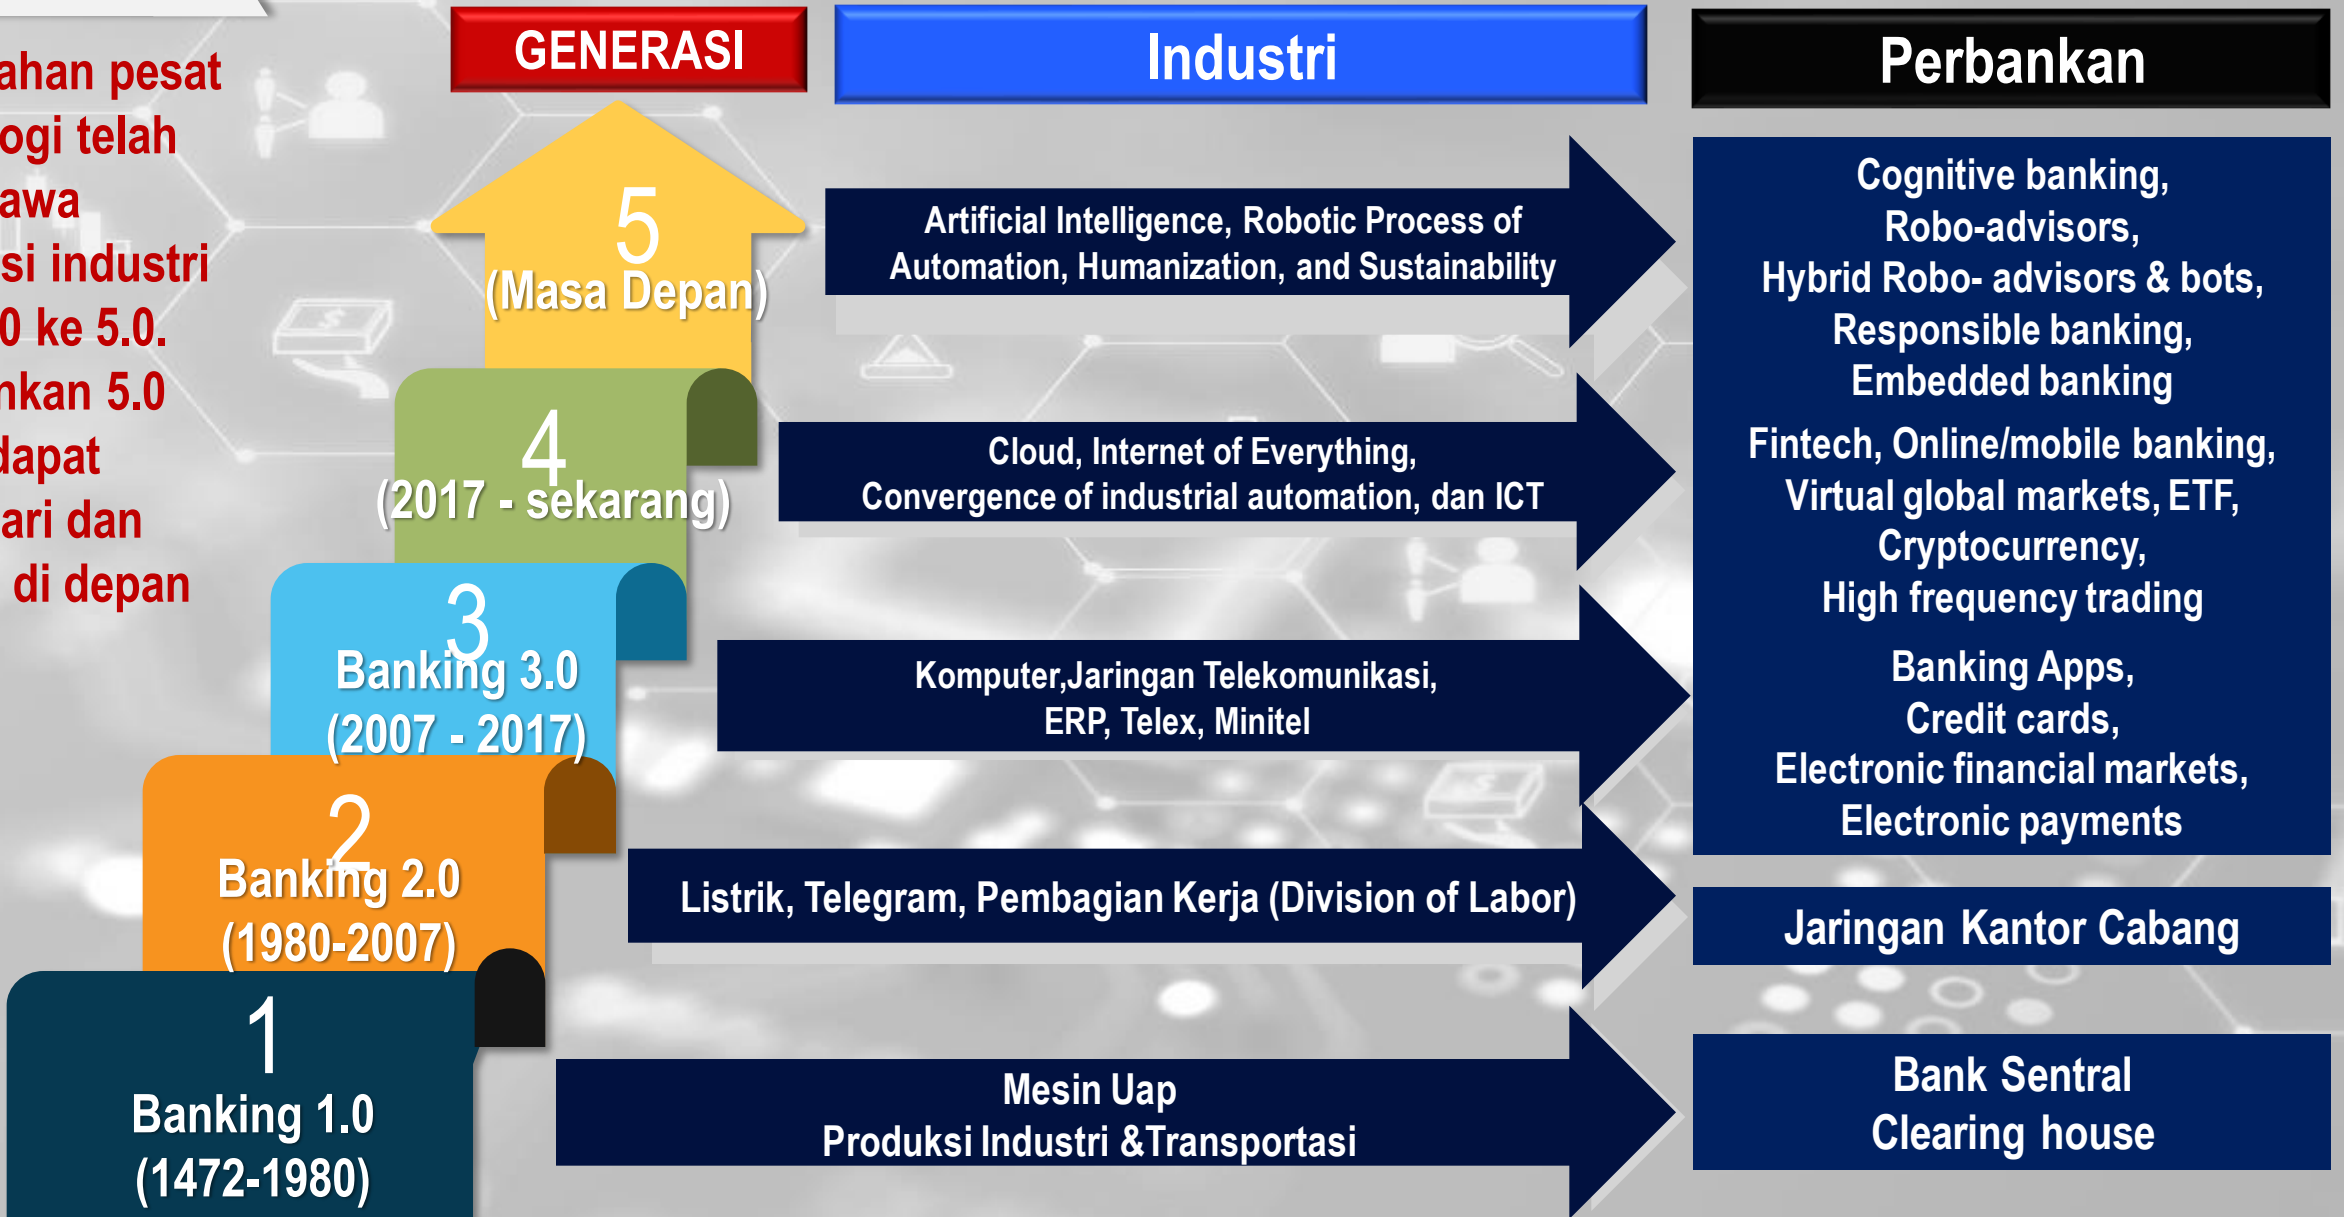 GENERASI
Industri
Perbankan
ahan pesat
ogi telah
awa
si industri
0 ke 5.0.
nkan 5.0
dapat
ari dan
di depan
5
(Masa Depan)
Artificial Intelligence, Robotic Process of
Automation, Humanization, and Sustainability
Cognitive banking,
Robo-advisors,
Hybrid Robo- advisors & bots,
Responsible banking,
Embedded banking
4
(2017 - sekarang)
Cloud, Internet of Everything,
Convergence of industrial automation, dan ICT
Fintech, Online/mobile banking,
Virtual global markets, ETF,
Cryptocurrency,
High frequency trading
3
Banking 3.0
(2007 - 2017)
Komputer,Jaringan Telekomunikasi,
ERP, Telex, Minitel
Banking Apps,
Credit cards,
Electronic financial markets,
Electronic payments
2
Banking 2.0
(1980-2007)
Listrik, Telegram, Pembagian Kerja (Division of Labor)
Jaringan Kantor Cabang
1
Banking 1.0
(1472-1980)
Mesin Uap
Produksi Industri &Transportasi
Bank Sentral
Clearing house